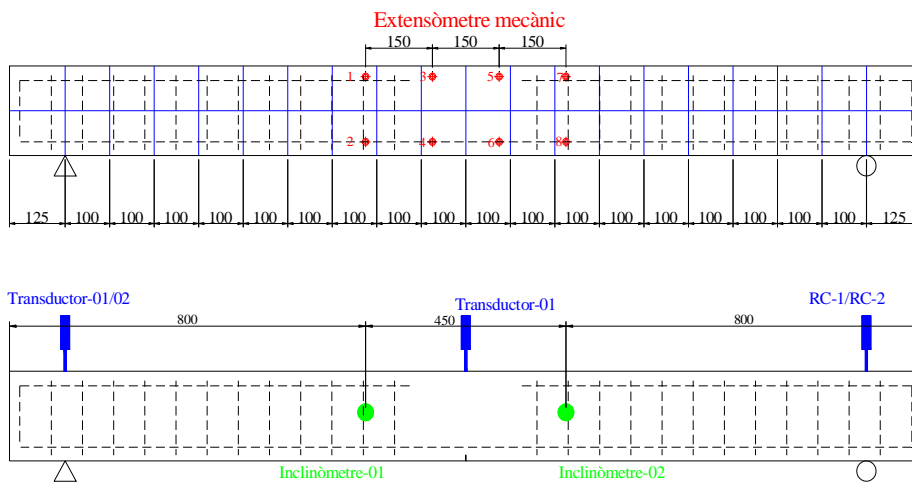 Extensòmetre mecànic
150 150 150
1 3 5 7
2 4 6 8
125 100 100 100 100 100 100 100 100 100 100 100 100 100 100 100 100 100 100 125
Transductor-01/02 Transductor-01 RC-1/RC-2
800 450 800
Inclinòmetre-01 Inclinòmetre-02